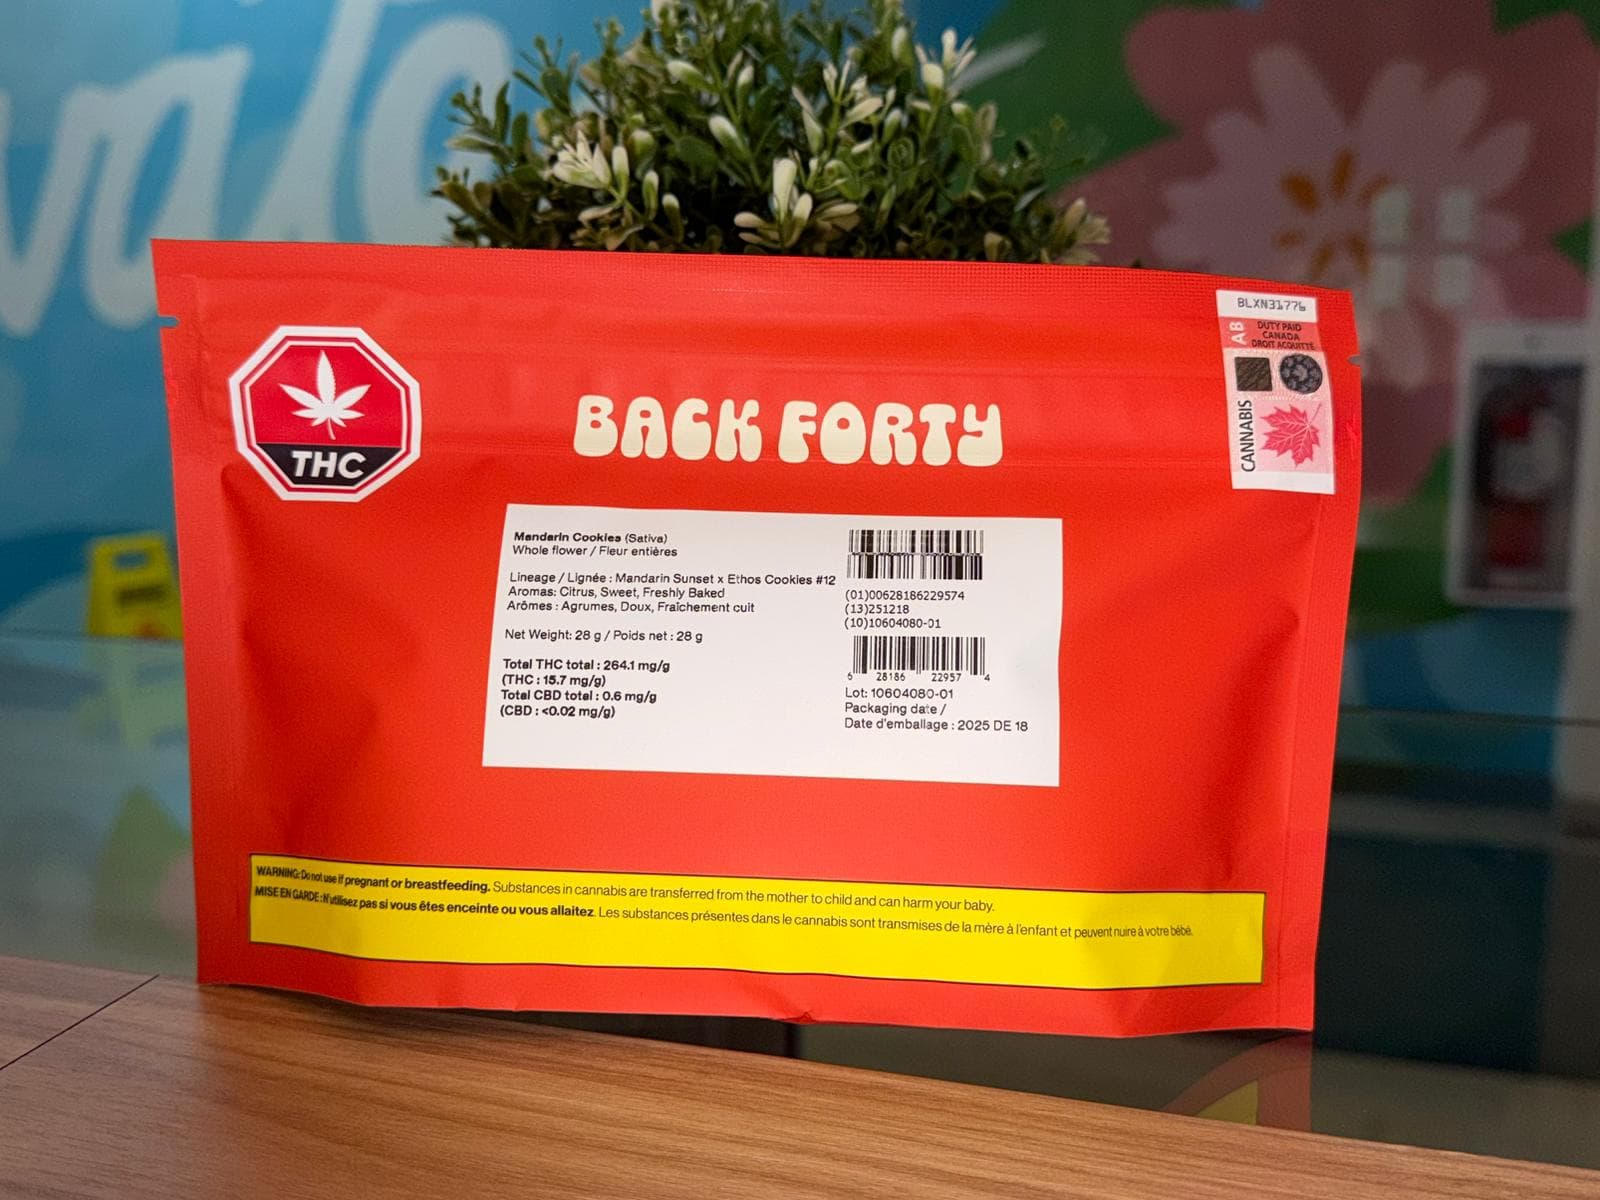 BLXN31776
AB
DUTY PAID
CANADA
DROIT ACQUITTÉ
CANNABIS
THC
BACK FORTY
Mandarin Cookies (Sativa)
Whole flower / Fleur entières
Lineage / Lignée : Mandarin Sunset x Ethos Cookies #12
Aromas: Citrus, Sweet, Freshly Baked
Arômes : Agrumes, Doux, Fraîchement cuit
Net Weight: 28 g / Poids net : 28 g
Total THC total : 264.1 mg/g
(THC : 15.7 mg/g)
Total CBD total : 0.6 mg/g
(CBD : <0.02 mg/g)
(01)00628186229574
(13)251218
(10)10604080-01
6 28186 22957 4
Lot: 10604080-01
Packaging date /
Date d'emballage : 2025 DE 18
WARNING: Do not use if pregnant or breastfeeding. Substances in cannabis are transferred from the mother to child and can harm your baby.
MISE EN GARDE : N'utilisez pas si vous êtes enceinte ou vous allaitez. Les substances présentes dans le cannabis sont transmises de la mère à l'enfant et peuvent nuire à votre bébé.